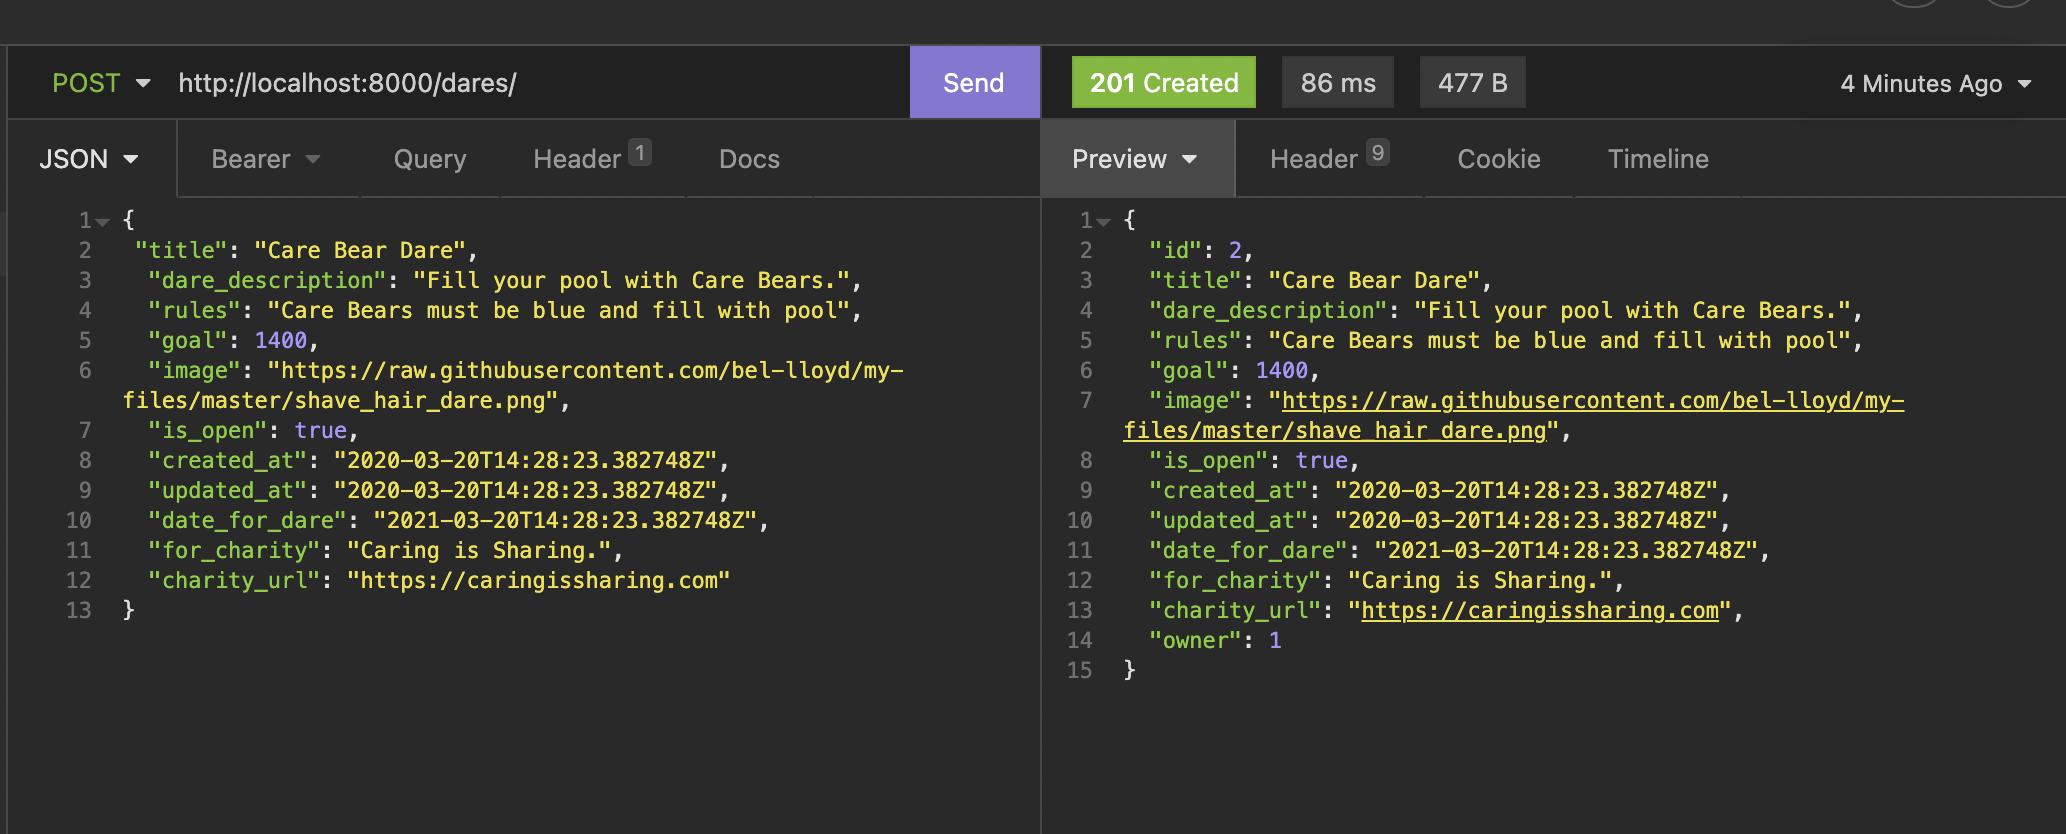 POST http://localhost:8000/dares/ Send
JSON Bearer Query Header 1 Docs
1 {
2 "title": "Care Bear Dare",
3 "dare_description": "Fill your pool with Care Bears.",
4 "rules": "Care Bears must be blue and fill with pool",
5 "goal": 1400,
6 "image": "https://raw.githubusercontent.com/bel-lloyd/my-
files/master/shave_hair_dare.png",
7 "is_open": true,
8 "created_at": "2020-03-20T14:28:23.382748Z",
9 "updated_at": "2020-03-20T14:28:23.382748Z",
10 "date_for_dare": "2021-03-20T14:28:23.382748Z",
11 "for_charity": "Caring is Sharing.",
12 "charity_url": "https://caringissharing.com"
13 }
201 Created 86 ms 477 B 4 Minutes Ago
Preview Header 9 Cookie Timeline
1 {
2 "id": 2,
3 "title": "Care Bear Dare",
4 "dare_description": "Fill your pool with Care Bears.",
5 "rules": "Care Bears must be blue and fill with pool",
6 "goal": 1400,
7 "image": "https://raw.githubusercontent.com/bel-lloyd/my-
files/master/shave_hair_dare.png",
8 "is_open": true,
9 "created_at": "2020-03-20T14:28:23.382748Z",
10 "updated_at": "2020-03-20T14:28:23.382748Z",
11 "date_for_dare": "2021-03-20T14:28:23.382748Z",
12 "for_charity": "Caring is Sharing.",
13 "charity_url": "https://caringissharing.com",
14 "owner": 1
15 }